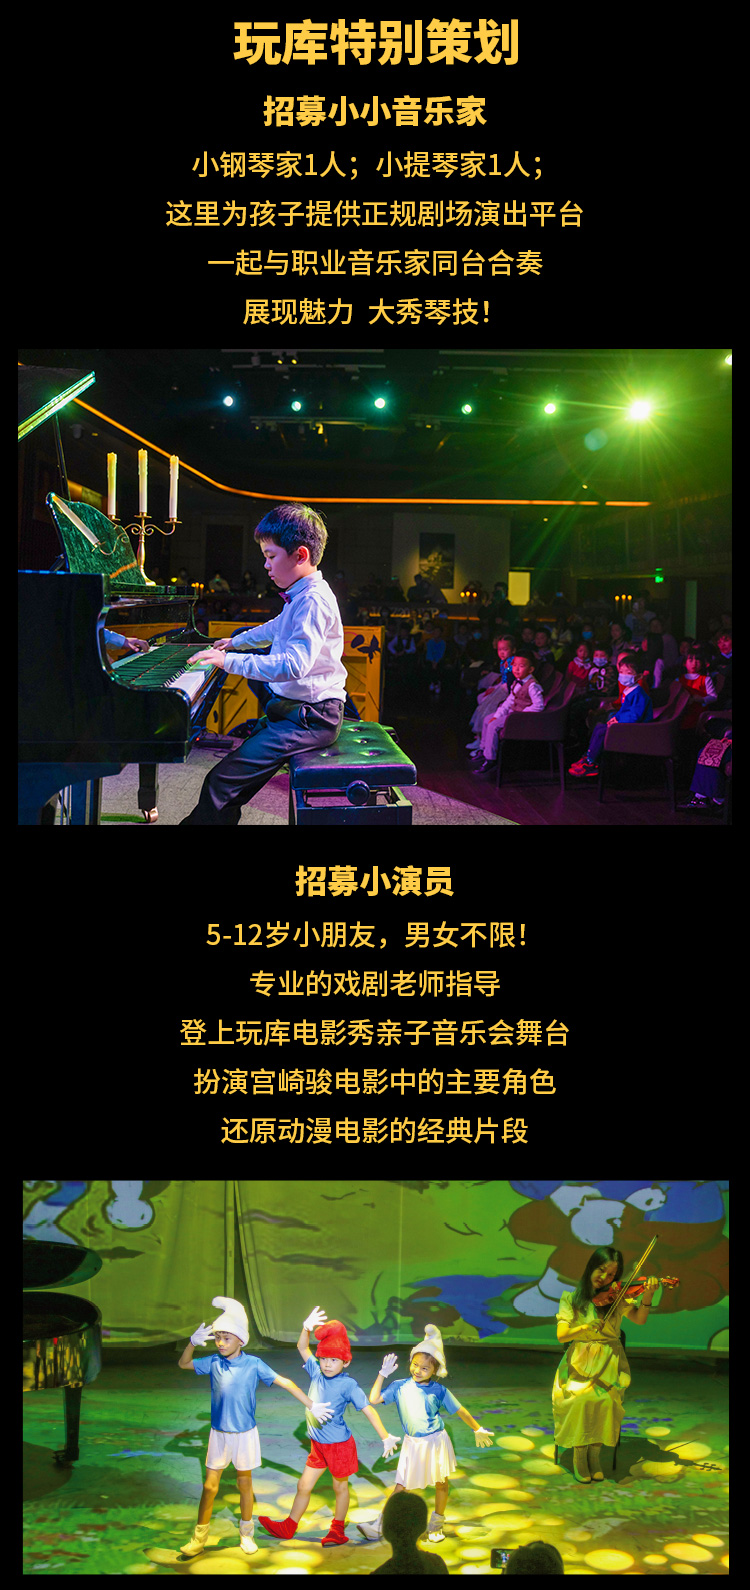 玩库特别策划
招募小小音乐家
小钢琴家1人；小提琴家1人；
这里为孩子提供正规剧场演出平台
一起与职业音乐家同台合奏
展现魅力 大秀琴技！
招募小演员
5-12岁小朋友，男女不限！
专业的戏剧老师指导
登上玩库电影秀亲子音乐会舞台
扮演宫崎骏电影中的主要角色
还原动漫电影的经典片段